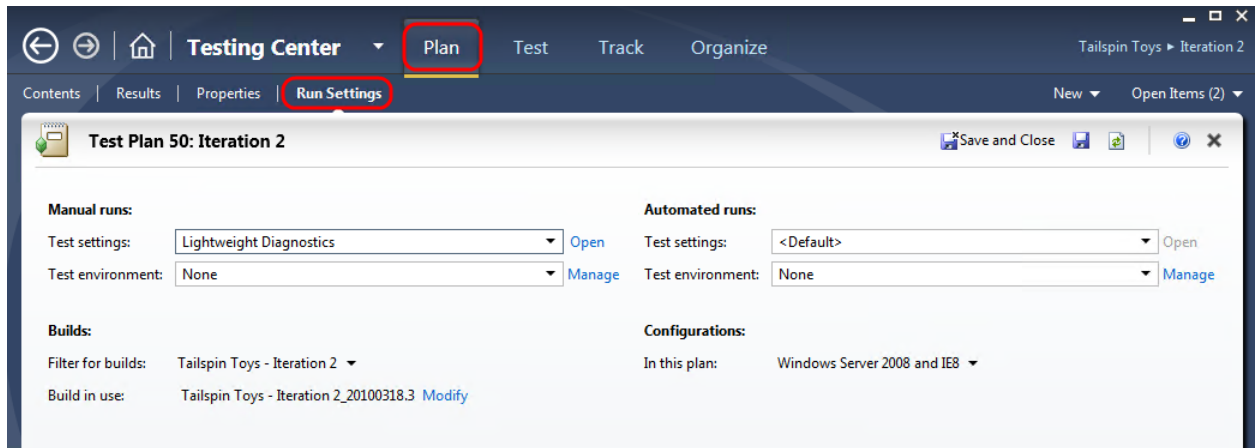 Testing Center Plan Test Track Organize Tailspin Toys ▸ Iteration 2
Contents | Results | Properties | Run Settings New Open Items (2)
Test Plan 50: Iteration 2 Save and Close
Manual runs: Automated runs:
Test settings: Lightweight Diagnostics Open Test settings: <Default> Open
Test environment: None Manage Test environment: None Manage
Builds: Configurations:
Filter for builds: Tailspin Toys - Iteration 2 In this plan: Windows Server 2008 and IE8
Build in use: Tailspin Toys - Iteration 2_20100318.3 Modify